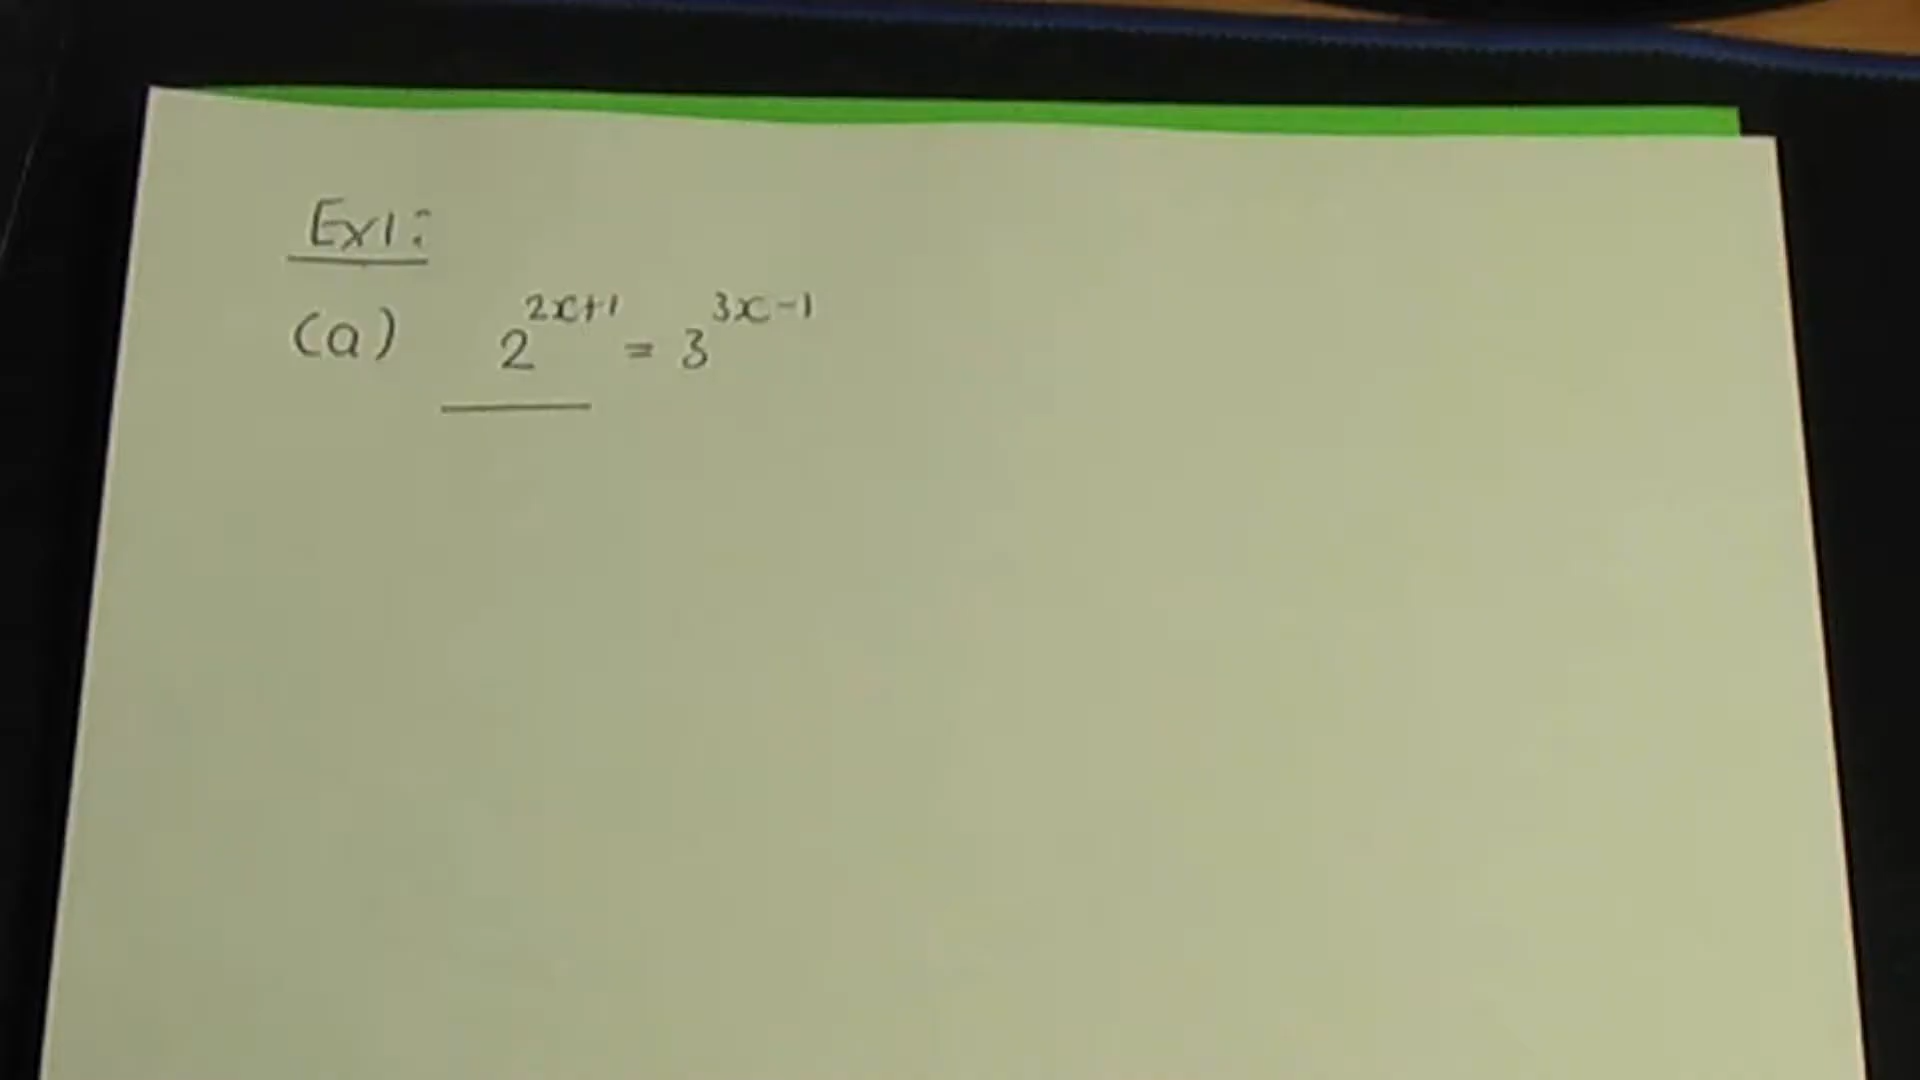 Ex1:
(a) 2^{2x+1} = 3^{3x-1}